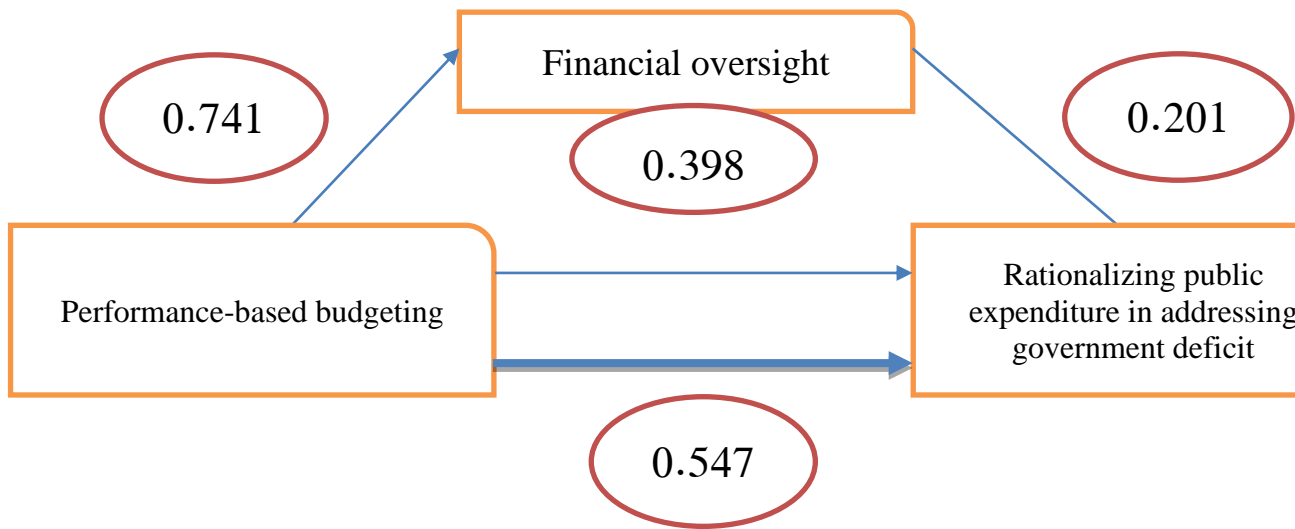 Financial oversight
0.741
0.398
0.201
Performance-based budgeting
Rationalizing public
expenditure in addressing
government deficit
0.547